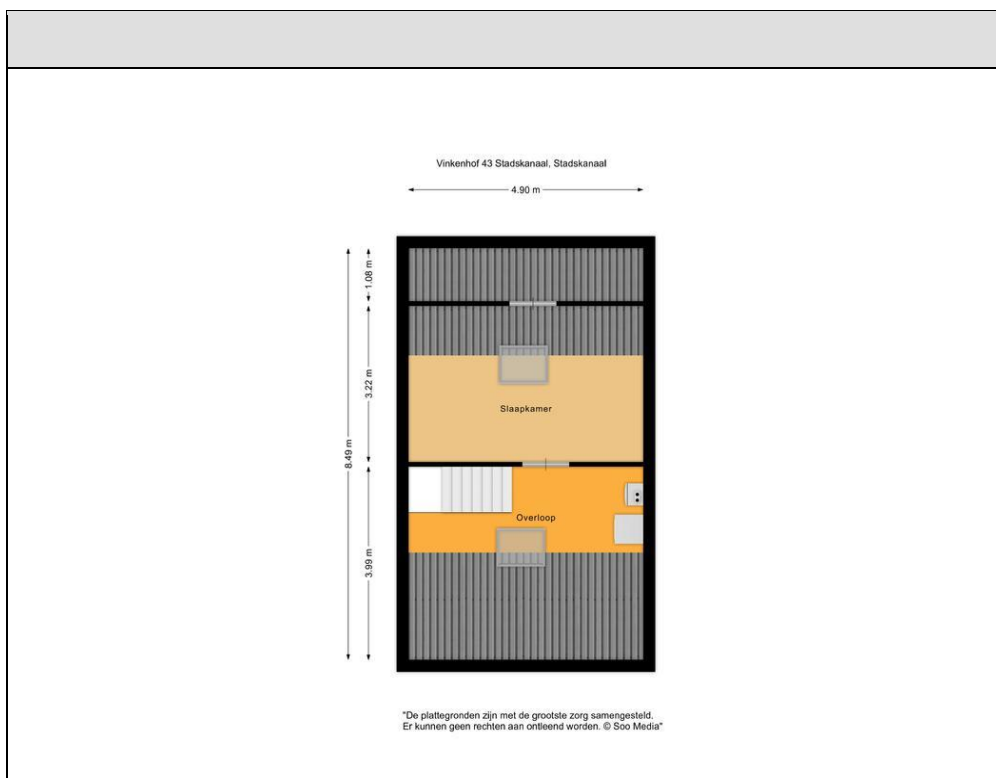 Vinkenhof 43 Stadskanaal, Stadskanaal
4.90 m
1.08 m
3.22 m
8.49 m
Slaapkamer
Overloop
3.99 m
"De plattegronden zijn met de grootste zorg samengesteld.
Er kunnen geen rechten aan ontleend worden. © Soo Media"